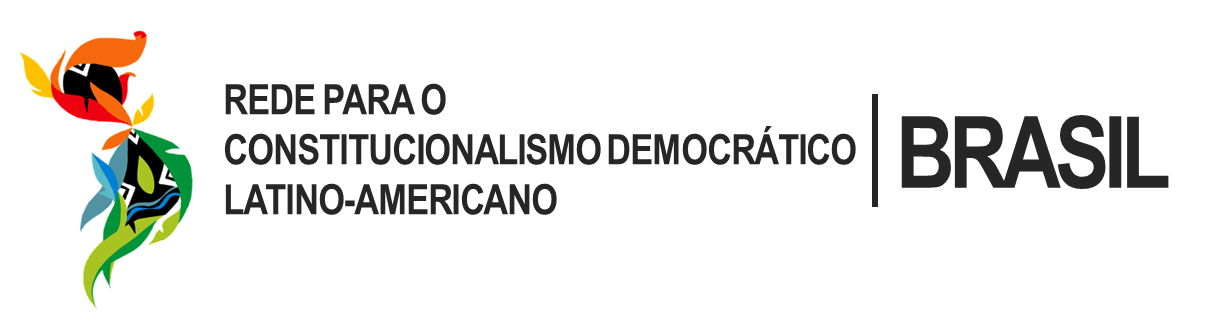 REDE PARA O
CONSTITUCIONALISMO DEMOCRÁTICO
LATINO-AMERICANO
BRASIL